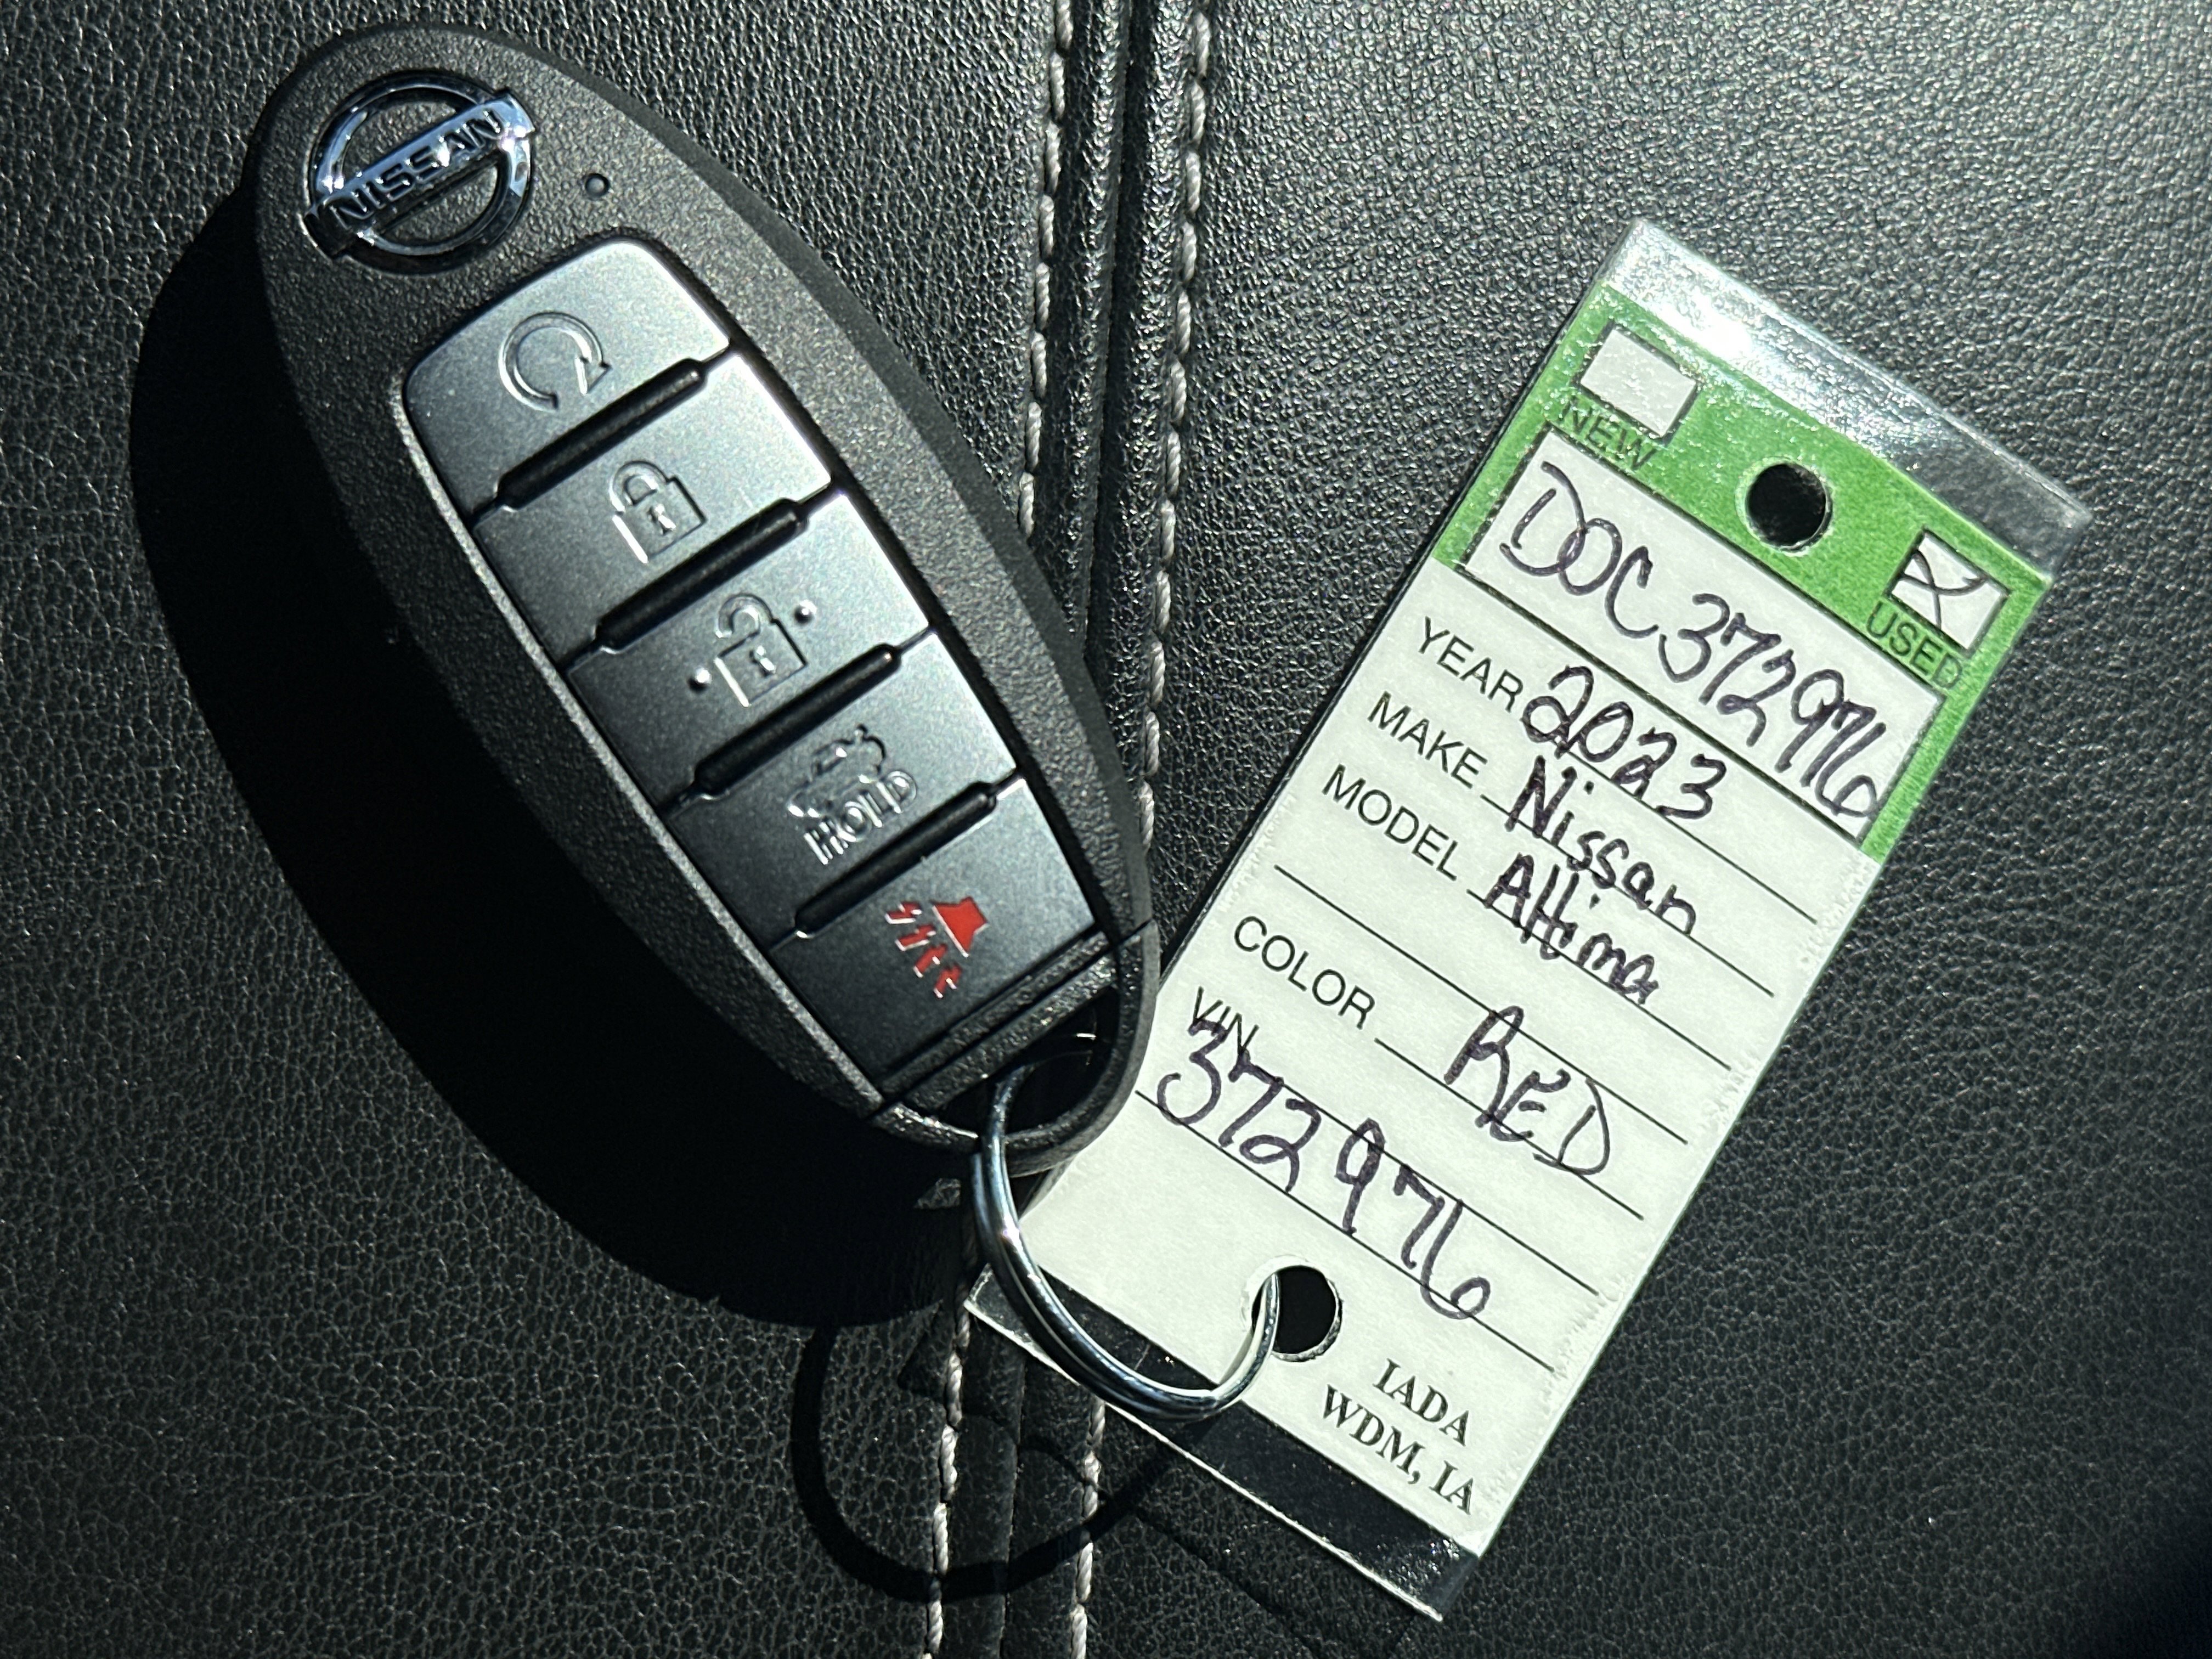 NISSAN
HOLD
NEW
USED
DOC 372976
YEAR 2023
MAKE Nissan
MODEL Altima
COLOR RED
VIN
372976
IADA
WDM, IA